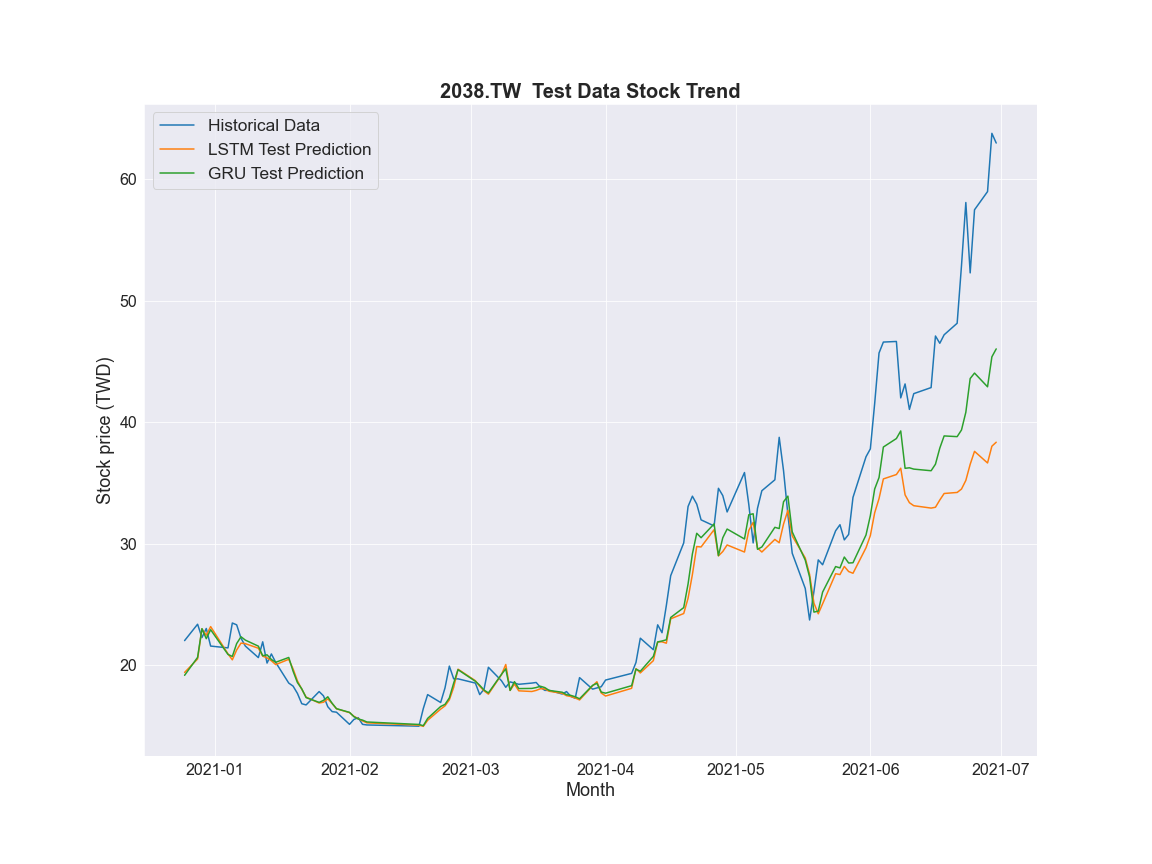 2038.TW  Test Data Stock Trend
Historical Data
LSTM Test Prediction
GRU Test Prediction
Stock price (TWD)
60
50
40
30
20
2021-01 2021-02 2021-03 2021-04 2021-05 2021-06 2021-07
Month